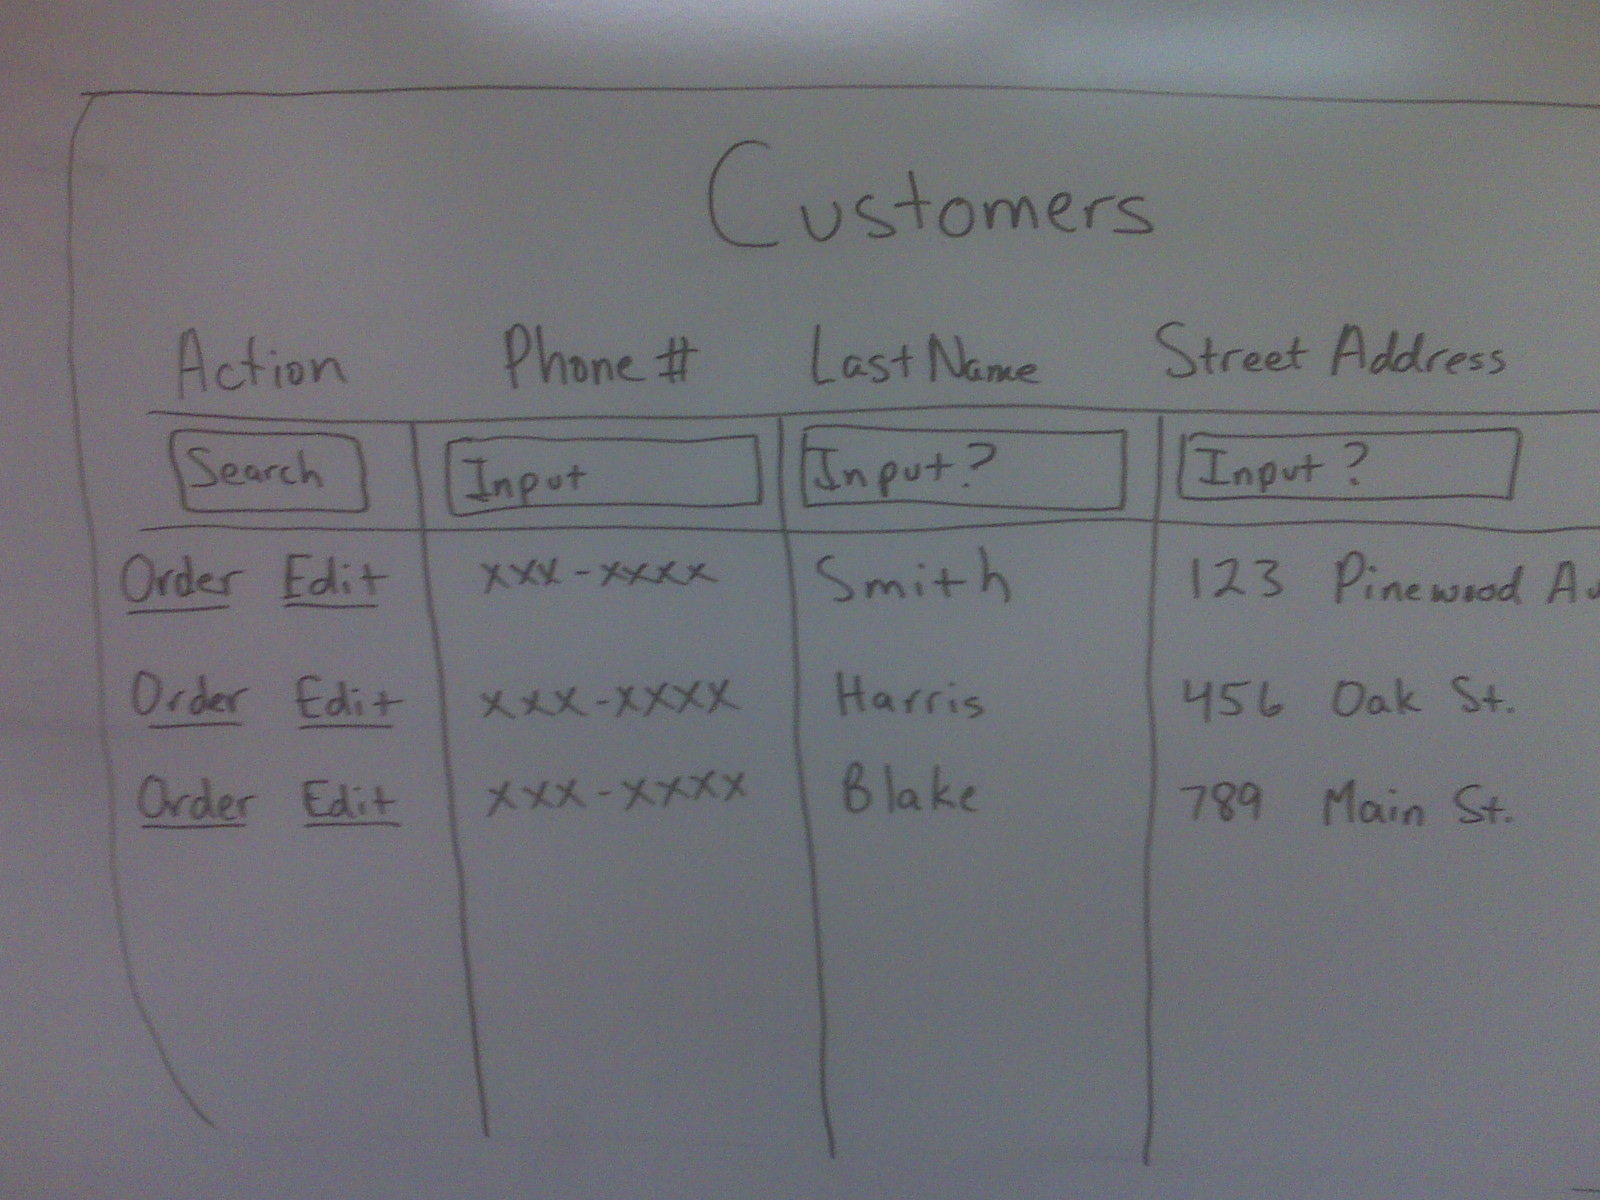 Customers
Action Phone # Last Name Street Address
Search Input Input? Input?
Order Edit xxx-xxxx Smith 123 Pinewood Av
Order Edit xxx-xxxx Harris 456 Oak St.
Order Edit xxx-xxxx Blake 789 Main St.